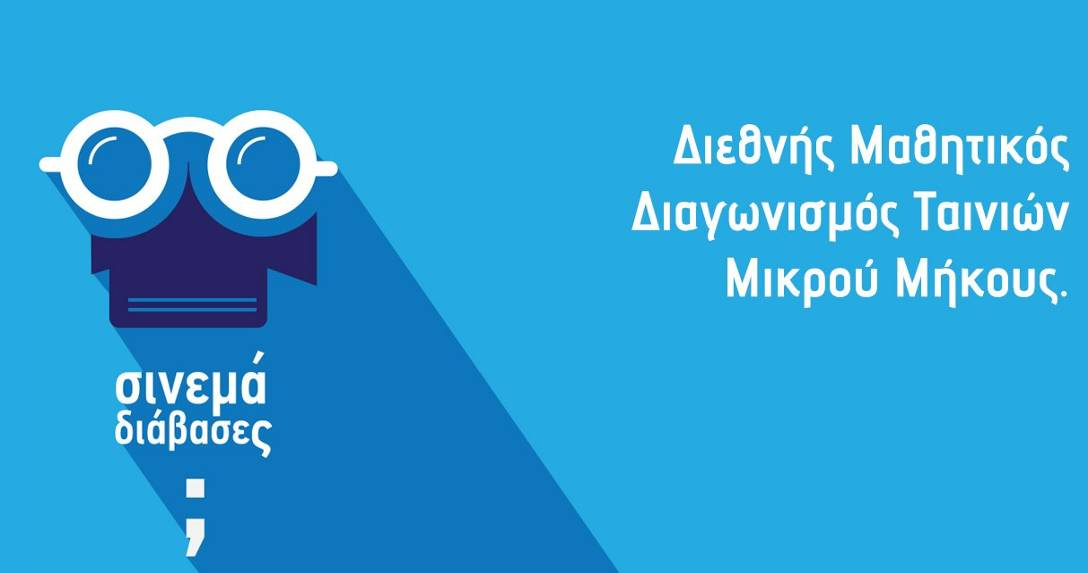 Διεθνής Μαθητικός
Διαγωνισμός Ταινιών
Μικρού Μήκους.
σινεμά
διάβασες
;